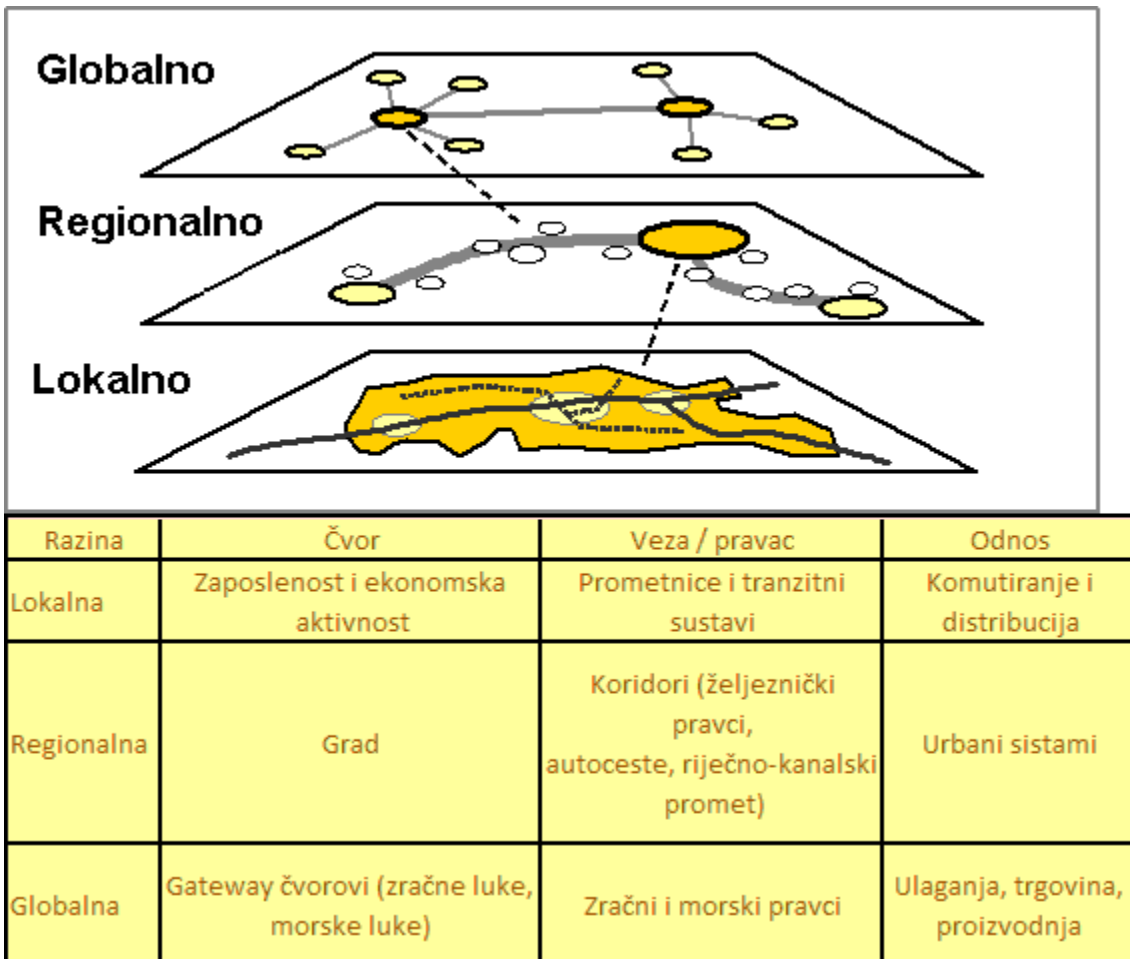 Globalno
Regionalno
Lokalno
Razina
Čvor
Veza / pravac
Odnos
Lokalna
Zaposlenost i ekonomska
aktivnost
Prometnice i tranzitni
sustavi
Komutiranje i
distribucija
Regionalna
Grad
Koridori (željeznički
pravci,
autoceste, riječno-kanalski
promet)
Urbani sistami
Globalna
Gateway čvorovi (zračne luke,
morske luke)
Zračni i morski pravci
Ulaganja, trgovina,
proizvodnja